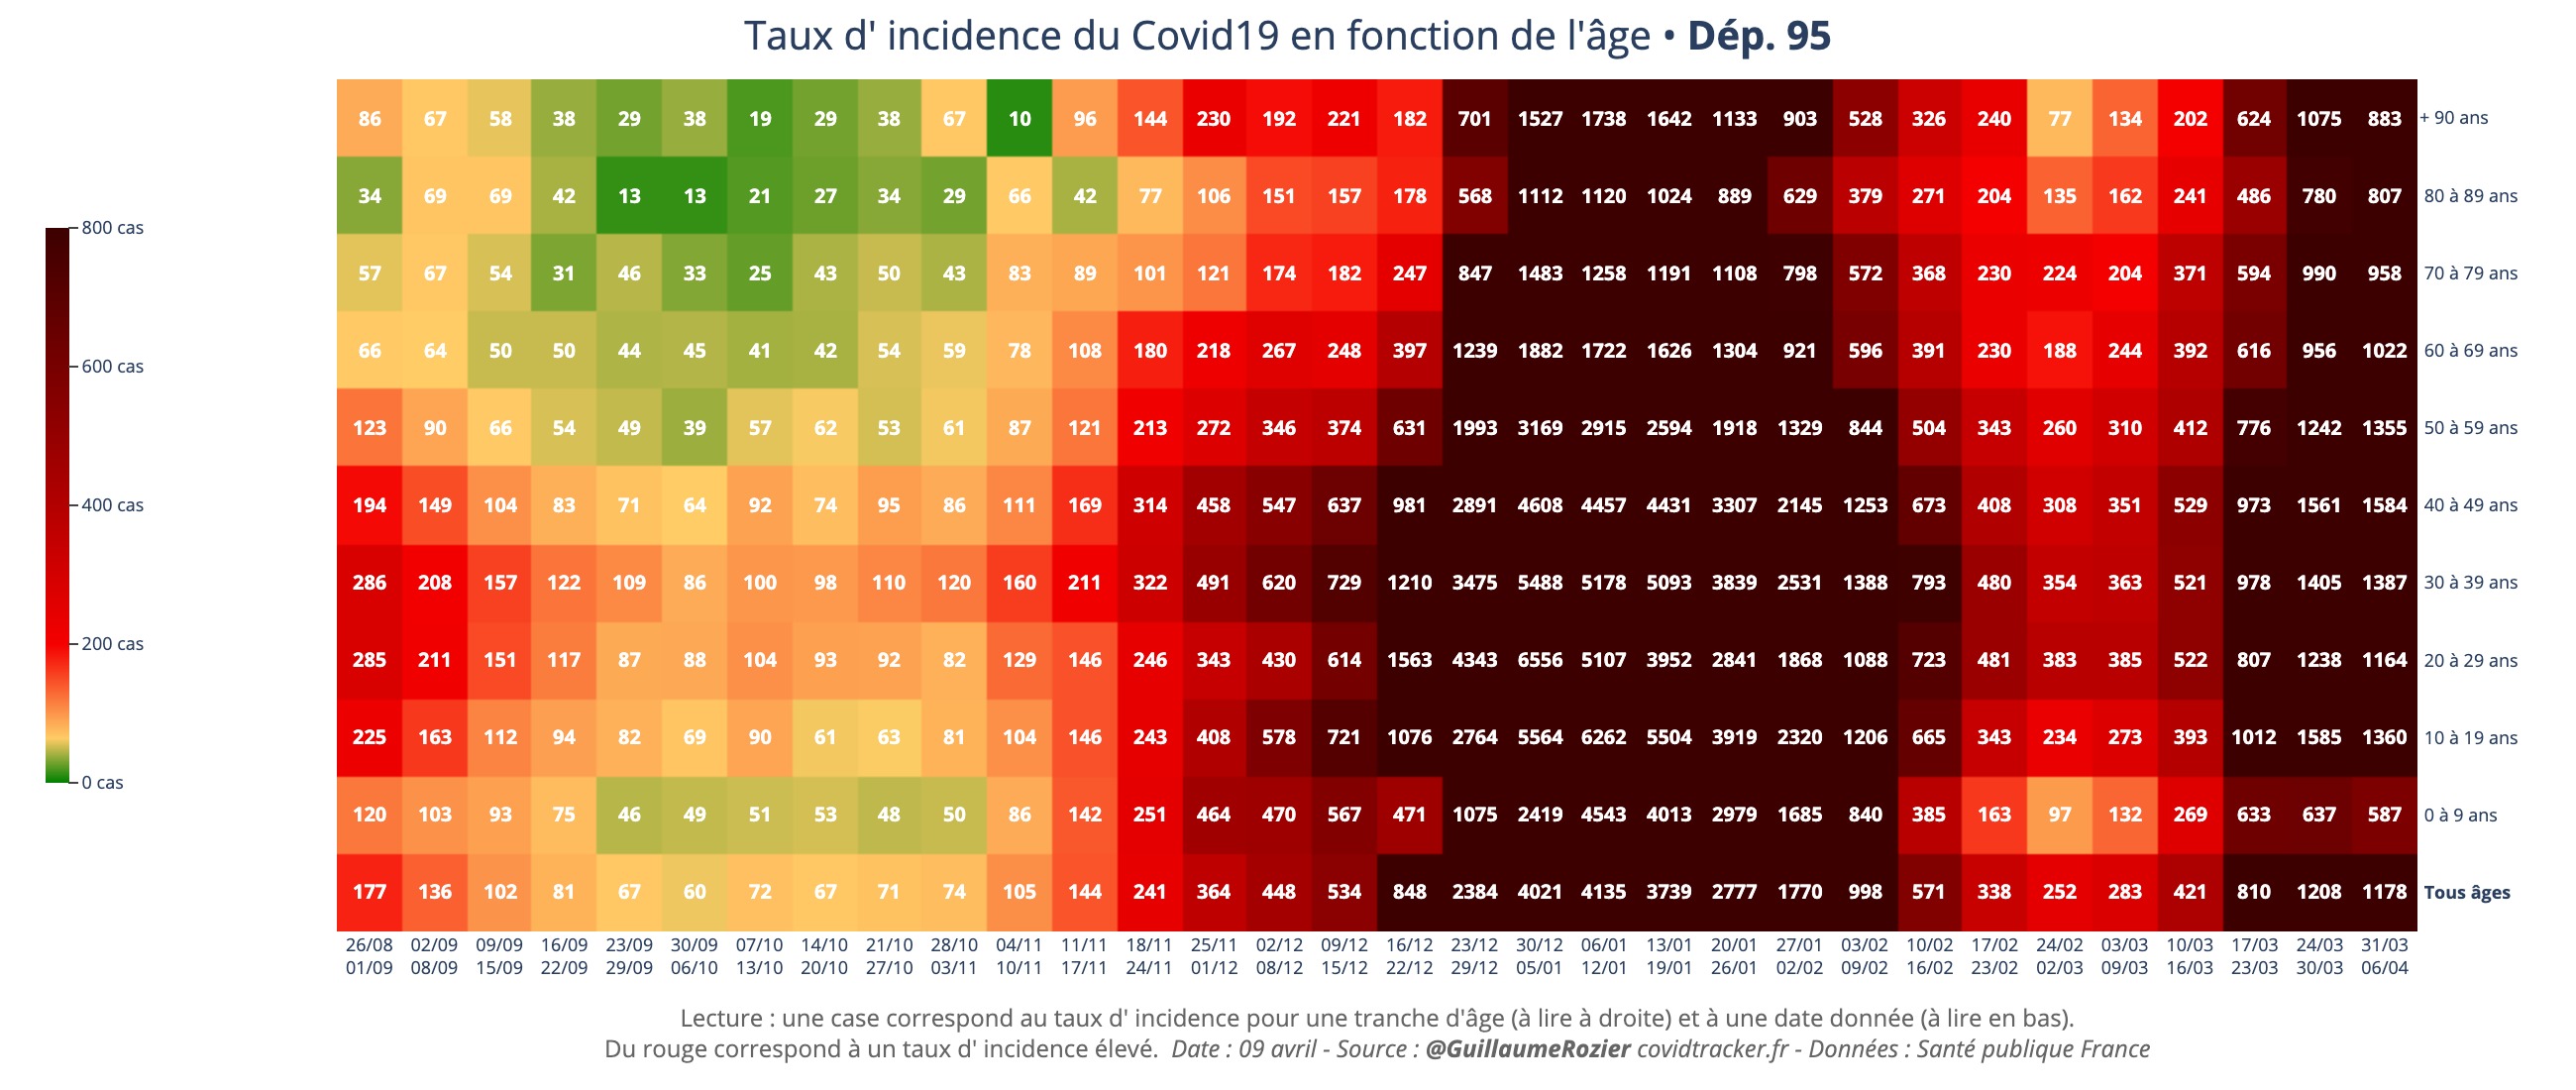 Taux d' incidence du Covid19 en fonction de l'âge • Dép. 95
86 67 58 38 29 38 19 29 38 67 10 96 144 230 192 221 182 701 1527 1738 1642 1133 903 528 326 240 77 134 202 624 1075 883 + 90 ans
34 69 69 42 13 13 21 27 34 29 66 42 77 106 151 157 178 568 1112 1120 1024 889 629 379 271 204 135 162 241 486 780 807 80 à 89 ans
800 cas
57 67 54 31 46 33 25 43 50 43 83 89 101 121 174 182 247 847 1483 1258 1191 1108 798 572 368 230 224 204 371 594 990 958 70 à 79 ans
66 64 50 50 44 45 41 42 54 59 78 108 180 218 267 248 397 1239 1882 1722 1626 1304 921 596 391 230 188 244 392 616 956 1022 60 à 69 ans
600 cas
123 90 66 54 49 39 57 62 53 61 87 121 213 272 346 374 631 1993 3169 2915 2594 1918 1329 844 504 343 260 310 412 776 1242 1355 50 à 59 ans
400 cas
194 149 104 83 71 64 92 74 95 86 111 169 314 458 547 637 981 2891 4608 4457 4431 3307 2145 1253 673 408 308 351 529 973 1561 1584 40 à 49 ans
286 208 157 122 109 86 100 98 110 120 160 211 322 491 620 729 1210 3475 5488 5178 5093 3839 2531 1388 793 480 354 363 521 978 1405 1387 30 à 39 ans
200 cas
285 211 151 117 87 88 104 93 92 82 129 146 246 343 430 614 1563 4343 6556 5107 3952 2841 1868 1088 723 481 383 385 522 807 1238 1164 20 à 29 ans
225 163 112 94 82 69 90 61 63 81 104 146 243 408 578 721 1076 2764 5564 6262 5504 3919 2320 1206 665 343 234 273 393 1012 1585 1360 10 à 19 ans
0 cas
120 103 93 75 46 49 51 53 48 50 86 142 251 464 470 567 471 1075 2419 4543 4013 2979 1685 840 385 163 97 132 269 633 637 587 0 à 9 ans
177 136 102 81 67 60 72 67 71 74 105 144 241 364 448 534 848 2384 4021 4135 3739 2777 1770 998 571 338 252 283 421 810 1208 1178 Tous âges
26/08 02/09 09/09 16/09 23/09 30/09 07/10 14/10 21/10 28/10 04/11 11/11 18/11 25/11 02/12 09/12 16/12 23/12 30/12 06/01 13/01 20/01 27/01 03/02 10/02 17/02 24/02 03/03 10/03 17/03 24/03 31/03
01/09 08/09 15/09 22/09 29/09 06/10 13/10 20/10 27/10 03/11 10/11 17/11 24/11 01/12 08/12 15/12 22/12 29/12 05/01 12/01 19/01 26/01 02/02 09/02 16/02 23/02 02/03 09/03 16/03 23/03 30/03 06/04
Lecture : une case correspond au taux d' incidence pour une tranche d'âge (à lire à droite) et à une date donnée (à lire en bas).
Du rouge correspond à un taux d' incidence élevé. Date : 09 avril - Source : @GuillaumeRozier covidtracker.fr - Données : Santé publique France